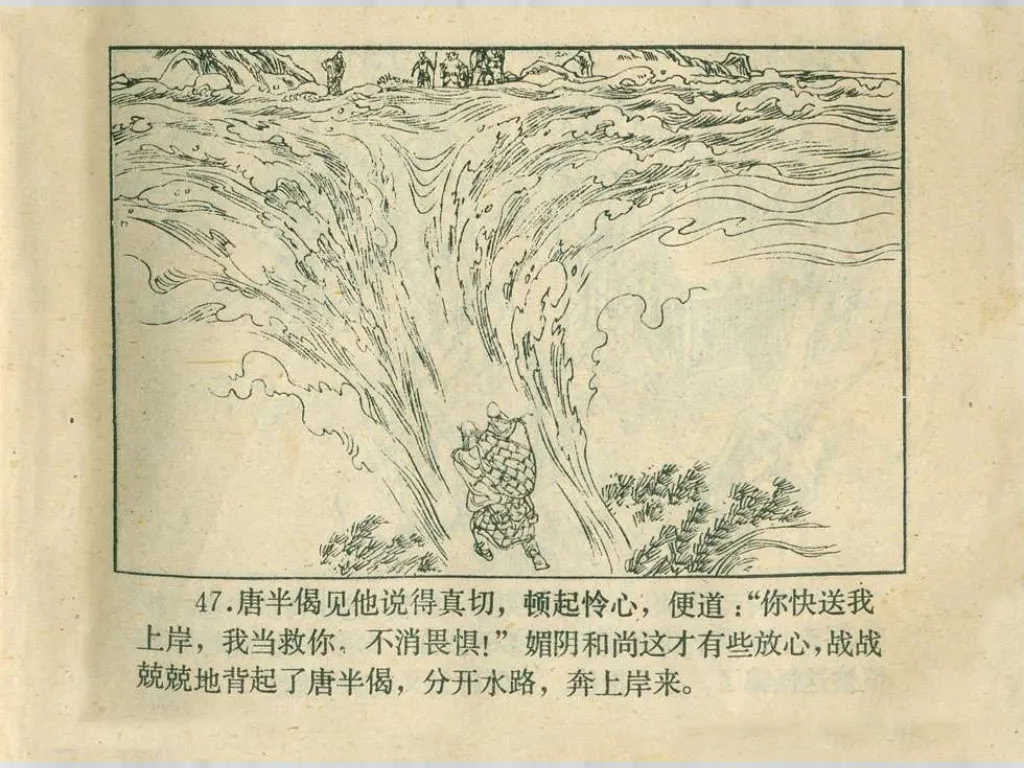 47.唐半偈见他说得真切，顿起怜心，便道：“你快送我
上岸，我当救你。不消畏惧！”媚阴和尚这才有些放心，战战
兢兢地背起了唐半偈，分开水路，奔上岸来。